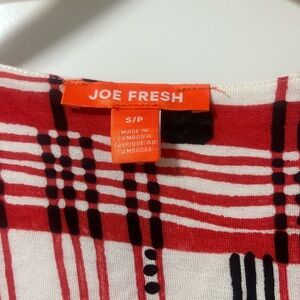 JOE FRESH
S/P
MADE IN
CAMBODIA/
FABRIQUÉ AU
CAMBODGE